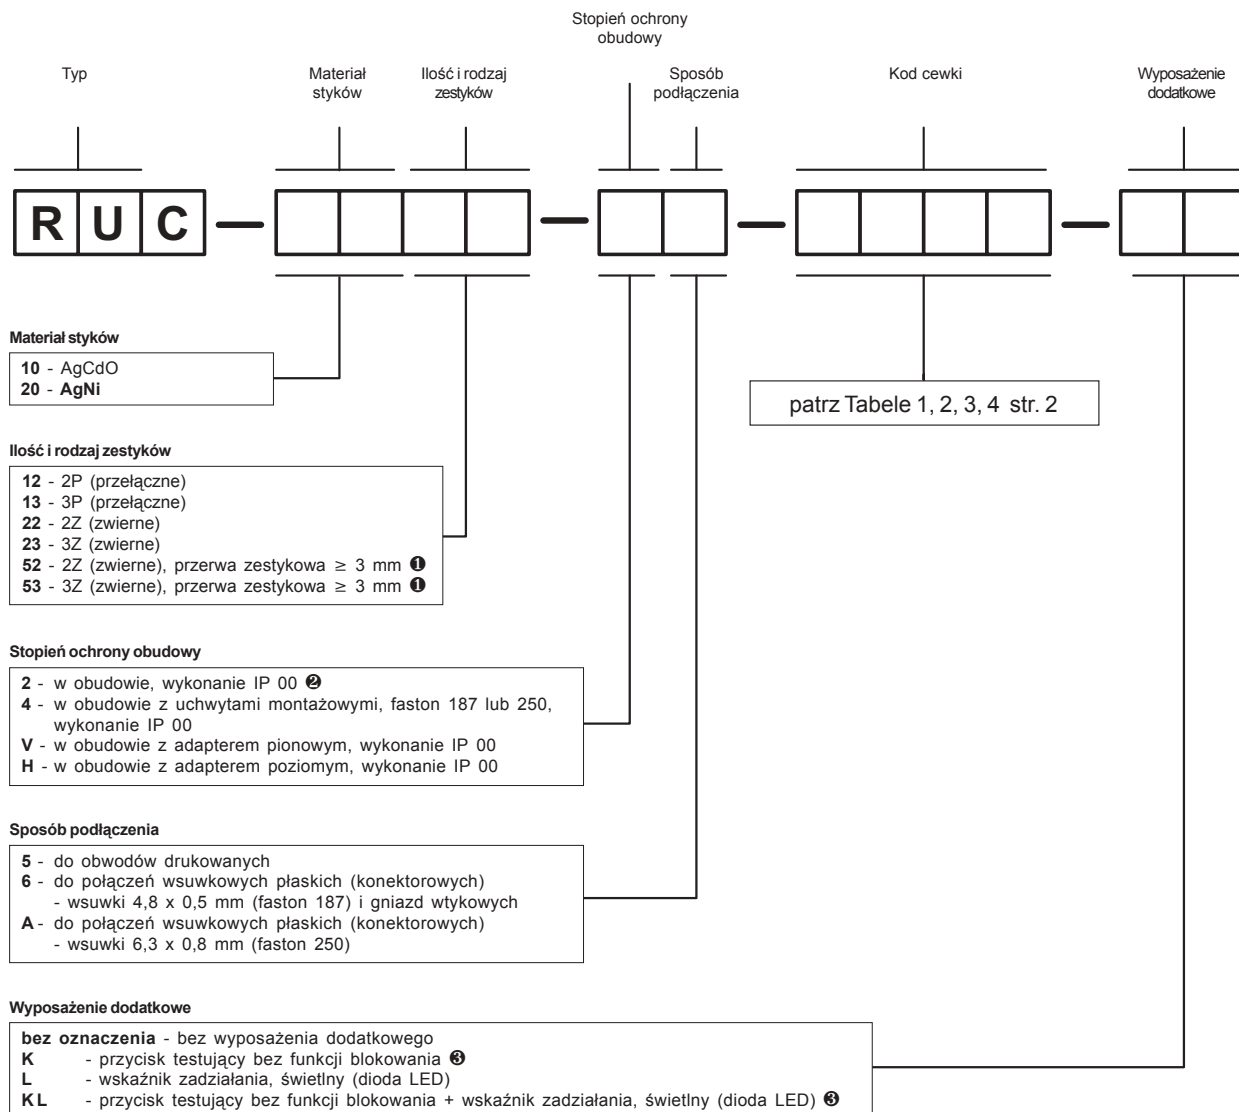 Stopień ochrony
obudowy
Typ
Materiał
styków
Ilość i rodzaj
zestyków
Sposób
podłączenia
Kod cewki
Wyposażenie
dodatkowe
R U C
Materiał styków
10 - AgCdO
20 - AgNi
patrz Tabele 1, 2, 3, 4 str. 2
Ilość i rodzaj zestyków
12 - 2P (przełączne)
13 - 3P (przełączne)
22 - 2Z (zwierne)
23 - 3Z (zwierne)
52 - 2Z (zwierne), przerwa zestykowa ≥ 3 mm ❶
53 - 3Z (zwierne), przerwa zestykowa ≥ 3 mm ❶
Stopień ochrony obudowy
2 - w obudowie, wykonanie IP 00 ❷
4 - w obudowie z uchwytami montażowymi, faston 187 lub 250,
wykonanie IP 00
V - w obudowie z adapterem pionowym, wykonanie IP 00
H - w obudowie z adapterem poziomym, wykonanie IP 00
Sposób podłączenia
5 - do obwodów drukowanych
6 - do połączeń wsuwkowych płaskich (konektorowych)
- wsuwki 4,8 x 0,5 mm (faston 187) i gniazd wtykowych
A - do połączeń wsuwkowych płaskich (konektorowych)
- wsuwki 6,3 x 0,8 mm (faston 250)
Wyposażenie dodatkowe
bez oznaczenia - bez wyposażenia dodatkowego
K - przycisk testujący bez funkcji blokowania ❸
L - wskaźnik zadziałania, świetlny (dioda LED)
KL - przycisk testujący bez funkcji blokowania + wskaźnik zadziałania, świetlny (dioda LED) ❸